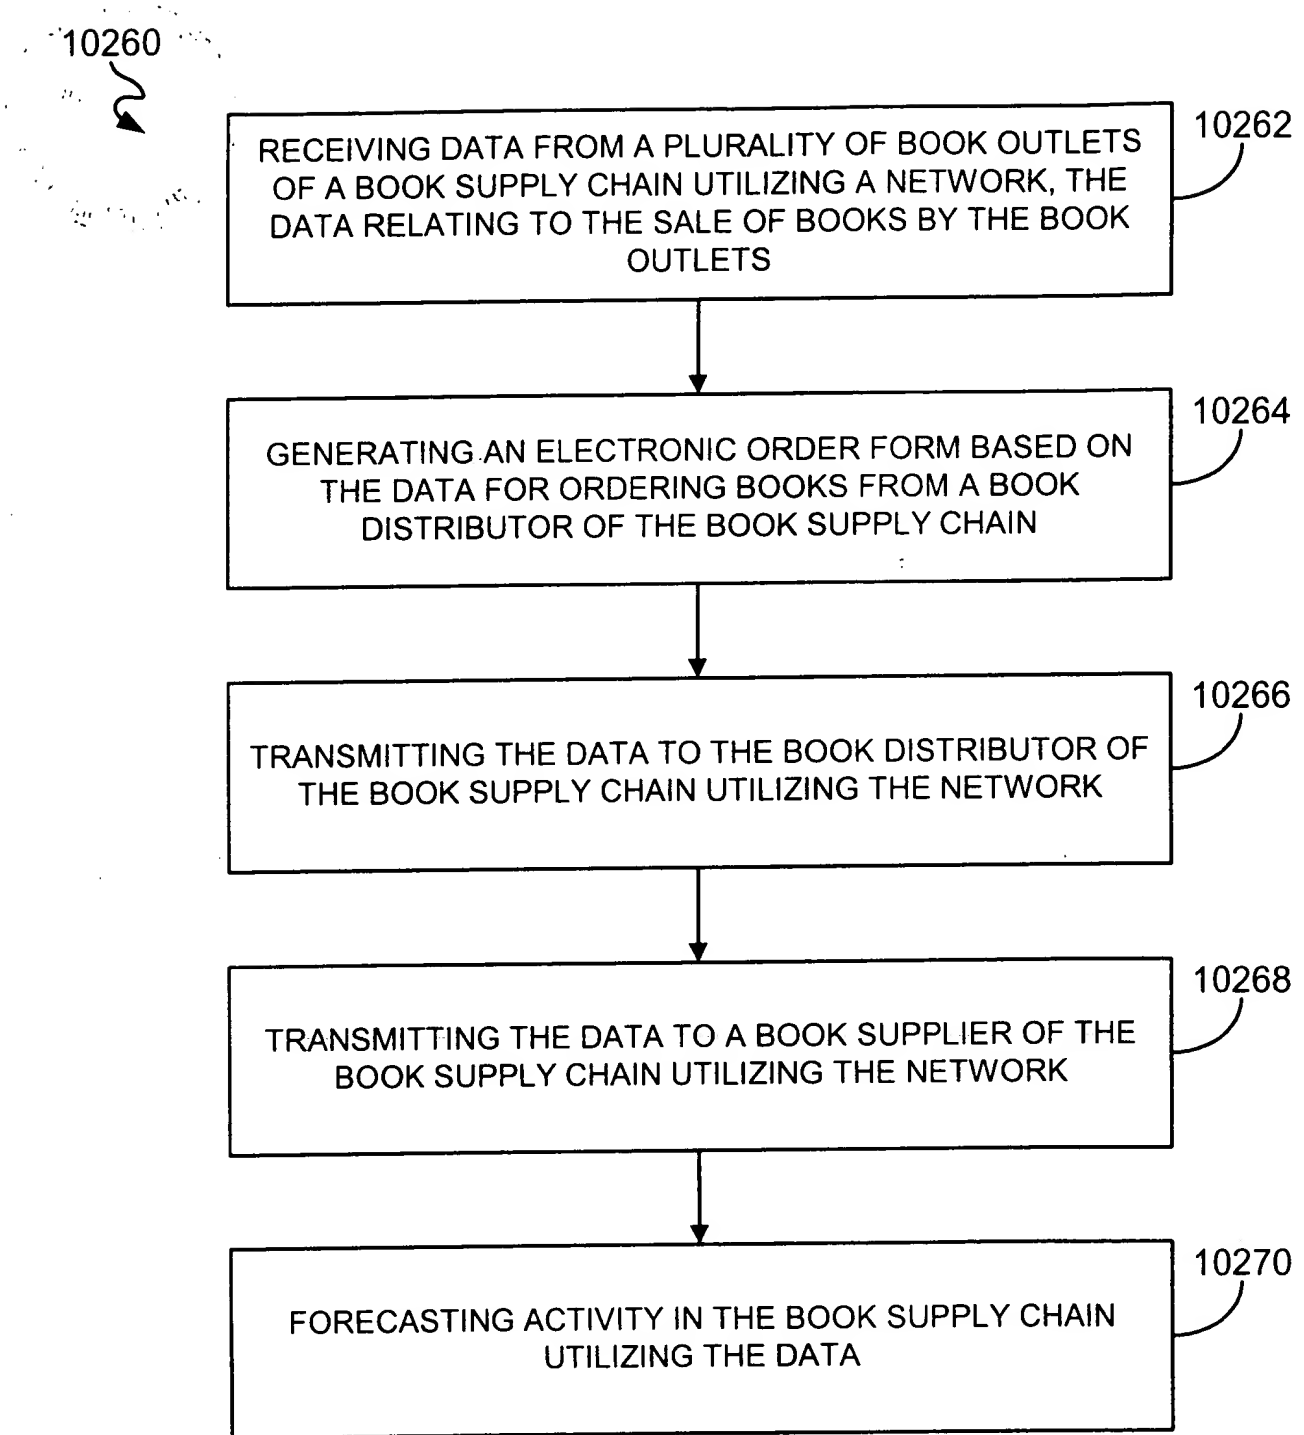 10260
RECEIVING DATA FROM A PLURALITY OF BOOK OUTLETS
OF A BOOK SUPPLY CHAIN UTILIZING A NETWORK, THE
DATA RELATING TO THE SALE OF BOOKS BY THE BOOK
OUTLETS
10262
GENERATING AN ELECTRONIC ORDER FORM BASED ON
THE DATA FOR ORDERING BOOKS FROM A BOOK
DISTRIBUTOR OF THE BOOK SUPPLY CHAIN
10264
TRANSMITTING THE DATA TO THE BOOK DISTRIBUTOR OF
THE BOOK SUPPLY CHAIN UTILIZING THE NETWORK
10266
TRANSMITTING THE DATA TO A BOOK SUPPLIER OF THE
BOOK SUPPLY CHAIN UTILIZING THE NETWORK
10268
FORECASTING ACTIVITY IN THE BOOK SUPPLY CHAIN
UTILIZING THE DATA
10270